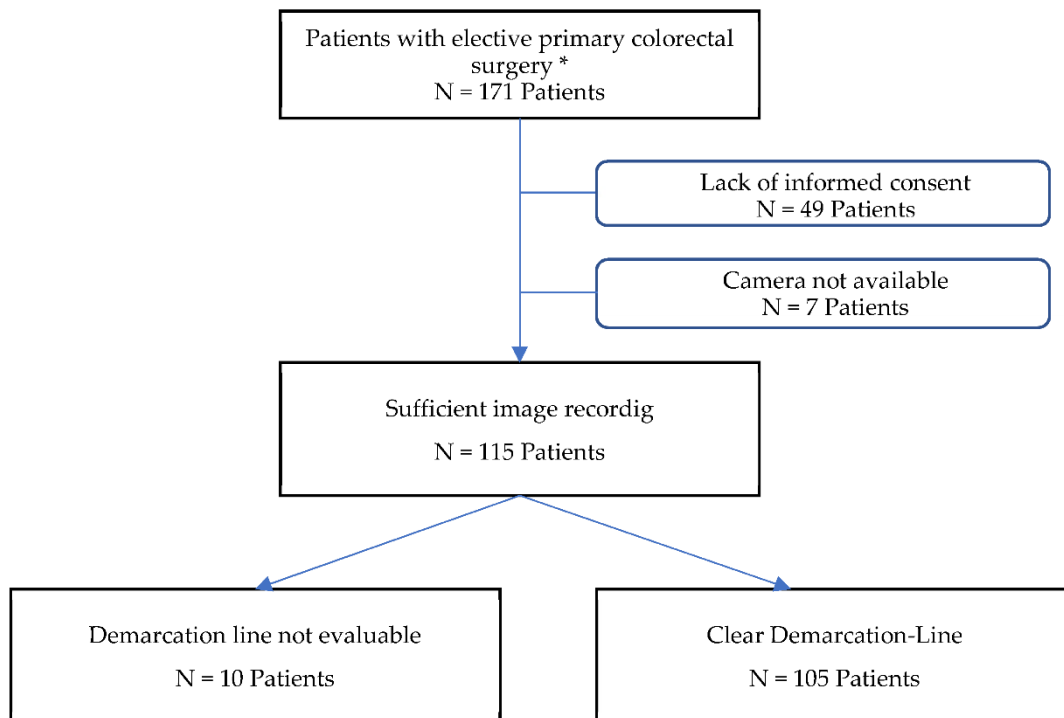 Patients with elective primary colorectal
surgery *
N = 171 Patients
Lack of informed consent
N = 49 Patients
Camera not available
N = 7 Patients
Sufficient image recordig
N = 115 Patients
Demarcation line not evaluable
N = 10 Patients
Clear Demarcation-Line
N = 105 Patients